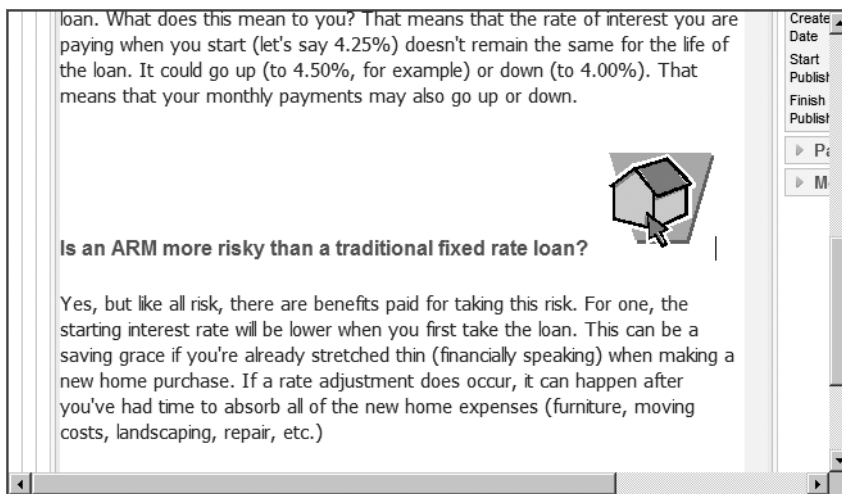 loan. What does this mean to you? That means that the rate of interest you are
paying when you start (let's say 4.25%) doesn't remain the same for the life of
the loan. It could go up (to 4.50%, for example) or down (to 4.00%). That
means that your monthly payments may also go up or down.
Is an ARM more risky than a traditional fixed rate loan?
Yes, but like all risk, there are benefits paid for taking this risk. For one, the
starting interest rate will be lower when you first take the loan. This can be a
saving grace if you're already stretched thin (financially speaking) when making a
new home purchase. If a rate adjustment does occur, it can happen after
you've had time to absorb all of the new home expenses (furniture, moving
costs, landscaping, repair, etc.)
Create
Date
Start
Publish
Finish
Publish